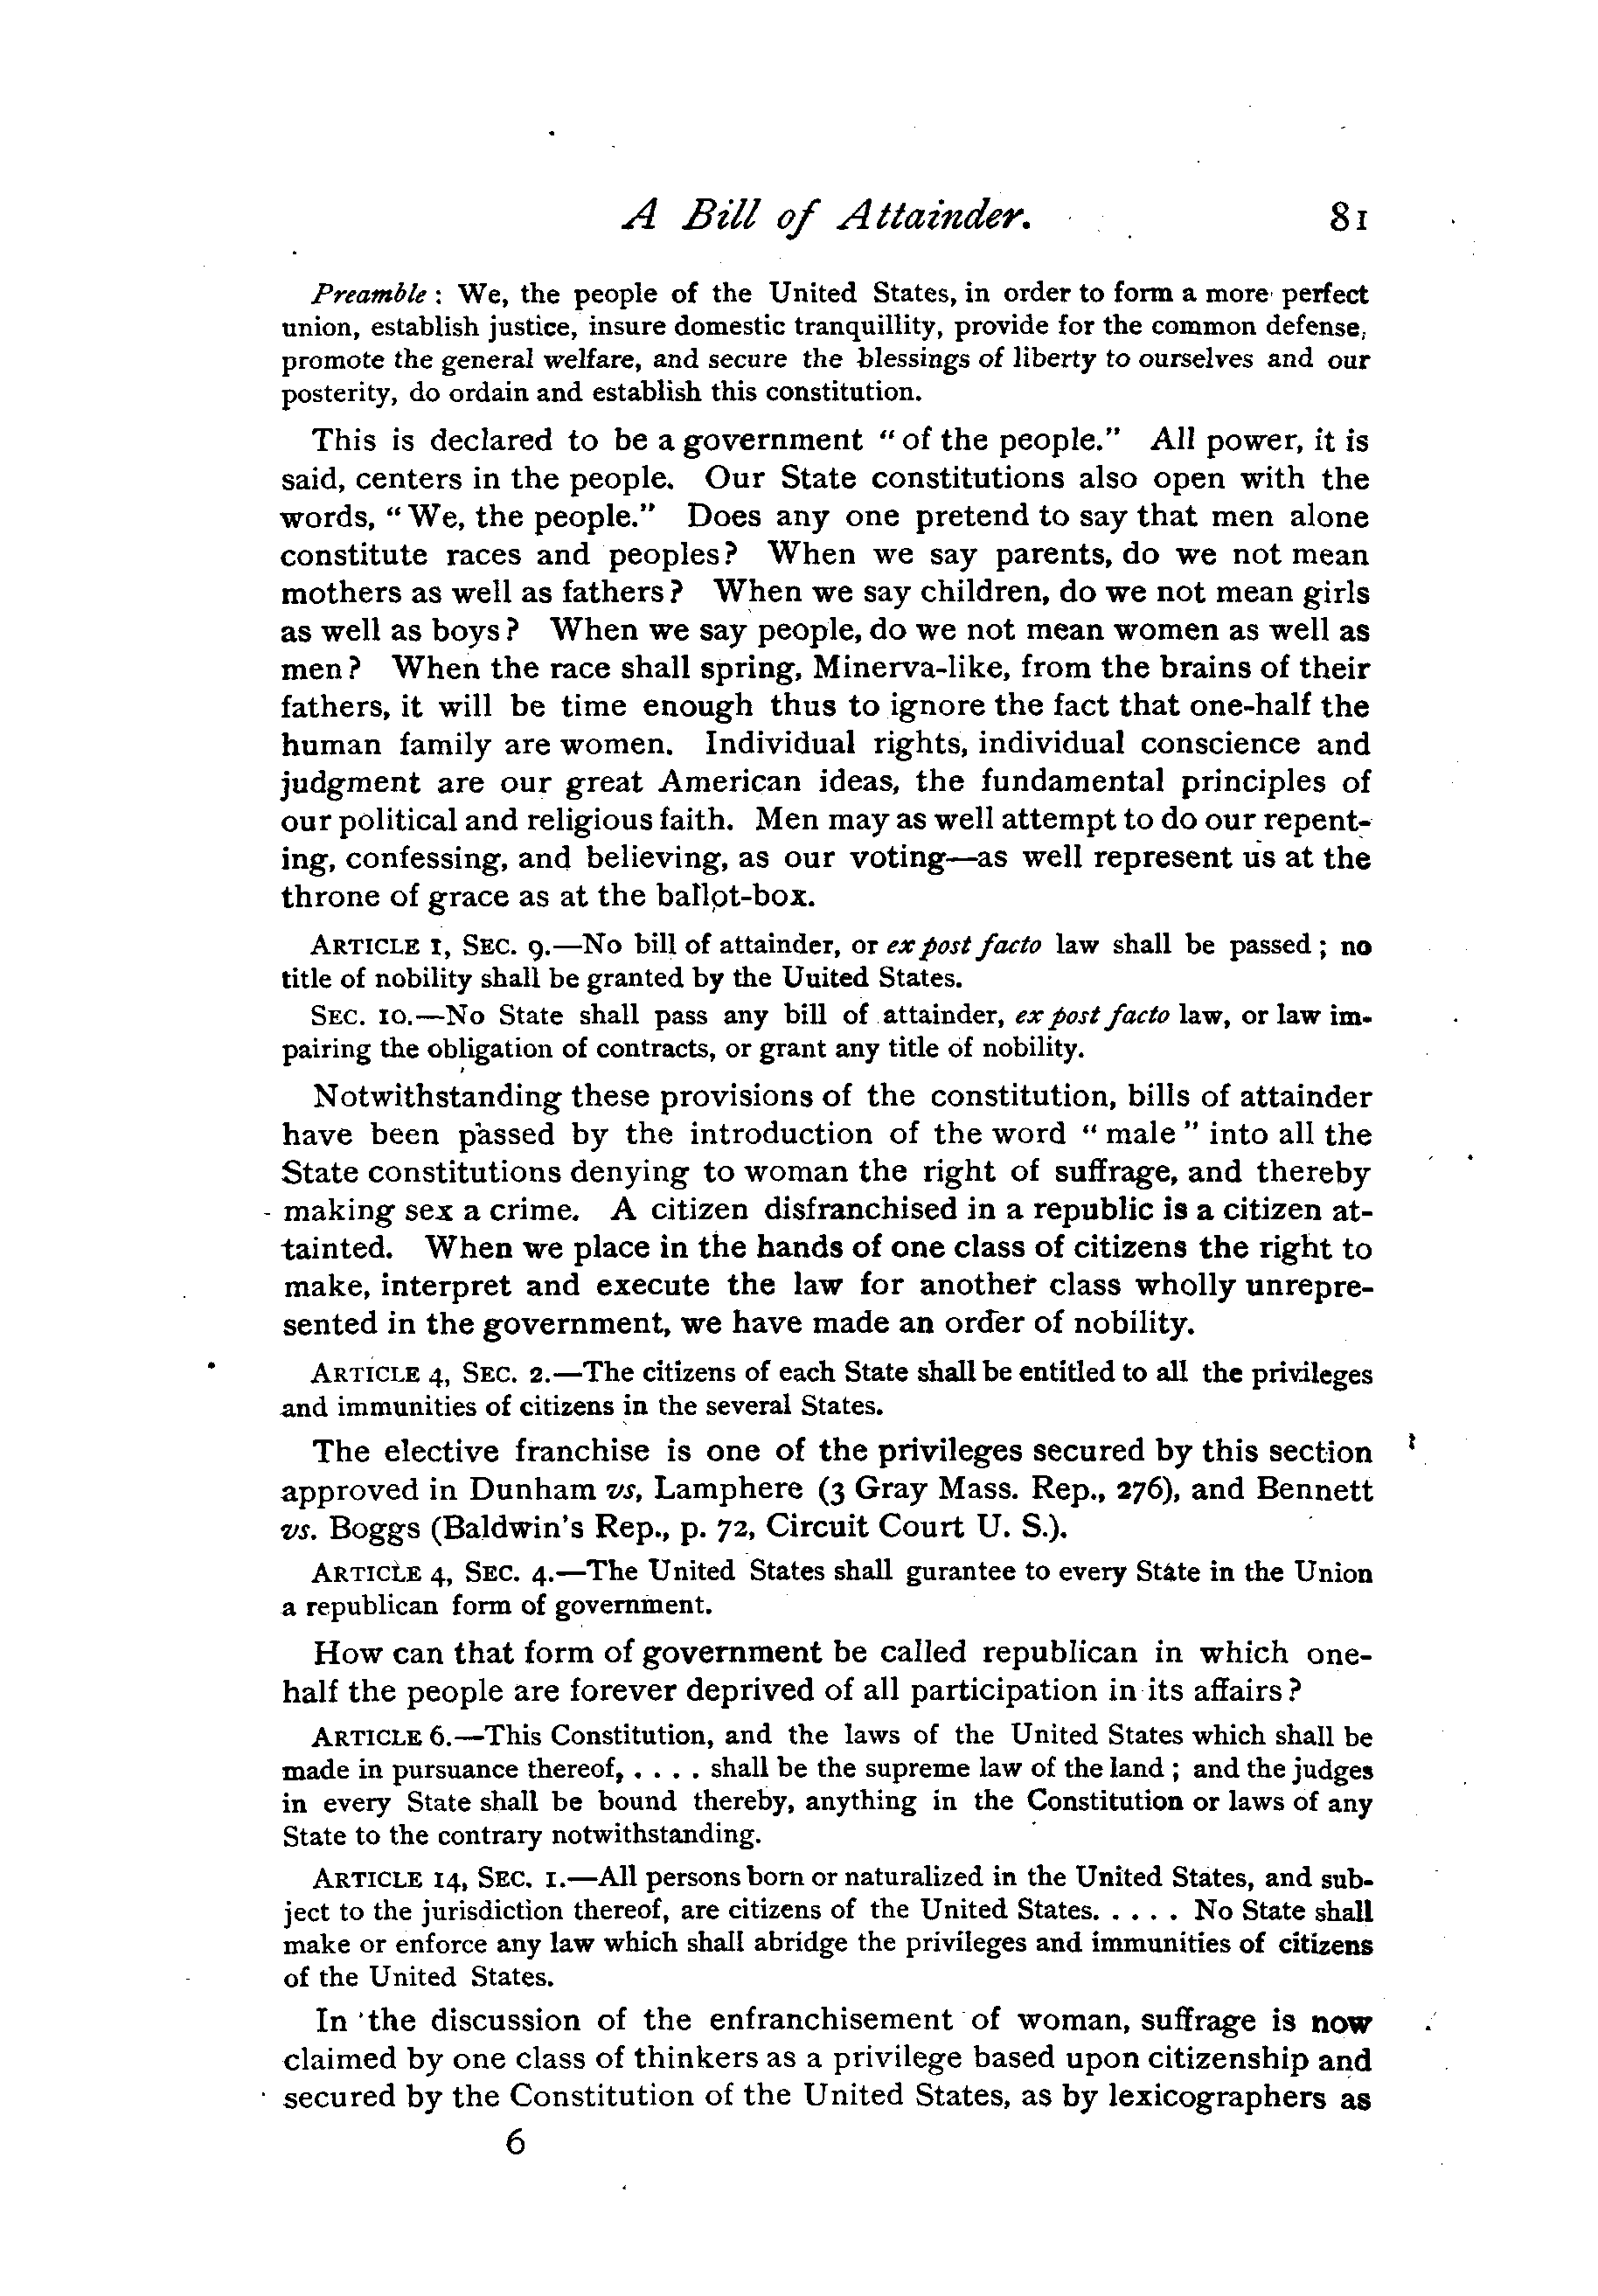 A Bill of Attainder. 81
Preamble: We, the people of the United States, in order to form a more perfect
union, establish justice, insure domestic tranquillity, provide for the common defense,
promote the general welfare, and secure the blessings of liberty to ourselves and our
posterity, do ordain and establish this constitution.
This is declared to be a government "of the people." All power, it is
said, centers in the people. Our State constitutions also open with the
words, "We, the people." Does any one pretend to say that men alone
constitute races and peoples? When we say parents, do we not mean
mothers as well as fathers? When we say children, do we not mean girls
as well as boys? When we say people, do we not mean women as well as
men? When the race shall spring, Minerva-like, from the brains of their
fathers, it will be time enough thus to ignore the fact that one-half the
human family are women. Individual rights, individual conscience and
judgment are our great American ideas, the fundamental principles of
our political and religious faith. Men may as well attempt to do our repent-
ing, confessing, and believing, as our voting—as well represent us at the
throne of grace as at the ballot-box.
ARTICLE 1, SEC. 9.—No bill of attainder, or ex post facto law shall be passed; no
title of nobility shall be granted by the Uuited States.
SEC. 10.—No State shall pass any bill of attainder, ex post facto law, or law im-
pairing the obligation of contracts, or grant any title of nobility.
Notwithstanding these provisions of the constitution, bills of attainder
have been passed by the introduction of the word "male" into all the
State constitutions denying to woman the right of suffrage, and thereby
making sex a crime. A citizen disfranchised in a republic is a citizen at-
tainted. When we place in the hands of one class of citizens the right to
make, interpret and execute the law for another class wholly unrepre-
sented in the government, we have made an order of nobility.
ARTICLE 4, SEC. 2.—The citizens of each State shall be entitled to all the privileges
and immunities of citizens in the several States.
The elective franchise is one of the privileges secured by this section
approved in Dunham vs, Lamphere (3 Gray Mass. Rep., 276), and Bennett
vs. Boggs (Baldwin's Rep., p. 72, Circuit Court U. S.).
ARTICLE 4, SEC. 4.—The United States shall gurantee to every State in the Union
a republican form of government.
How can that form of government be called republican in which one-
half the people are forever deprived of all participation in its affairs?
ARTICLE 6.—This Constitution, and the laws of the United States which shall be
made in pursuance thereof, . . . . shall be the supreme law of the land; and the judges
in every State shall be bound thereby, anything in the Constitution or laws of any
State to the contrary notwithstanding.
ARTICLE 14, SEC. 1.—All persons born or naturalized in the United States, and sub-
ject to the jurisdiction thereof, are citizens of the United States. . . . . No State shall
make or enforce any law which shall abridge the privileges and immunities of citizens
of the United States.
In the discussion of the enfranchisement of woman, suffrage is now
claimed by one class of thinkers as a privilege based upon citizenship and
secured by the Constitution of the United States, as by lexicographers as
6